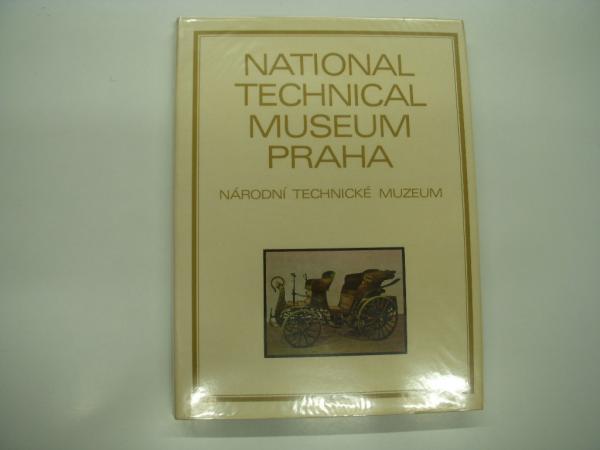 NATIONAL
TECHNICAL
MUSEUM
PRAHA
NÁRODNÍ TECHNICKÉ MUZEUM